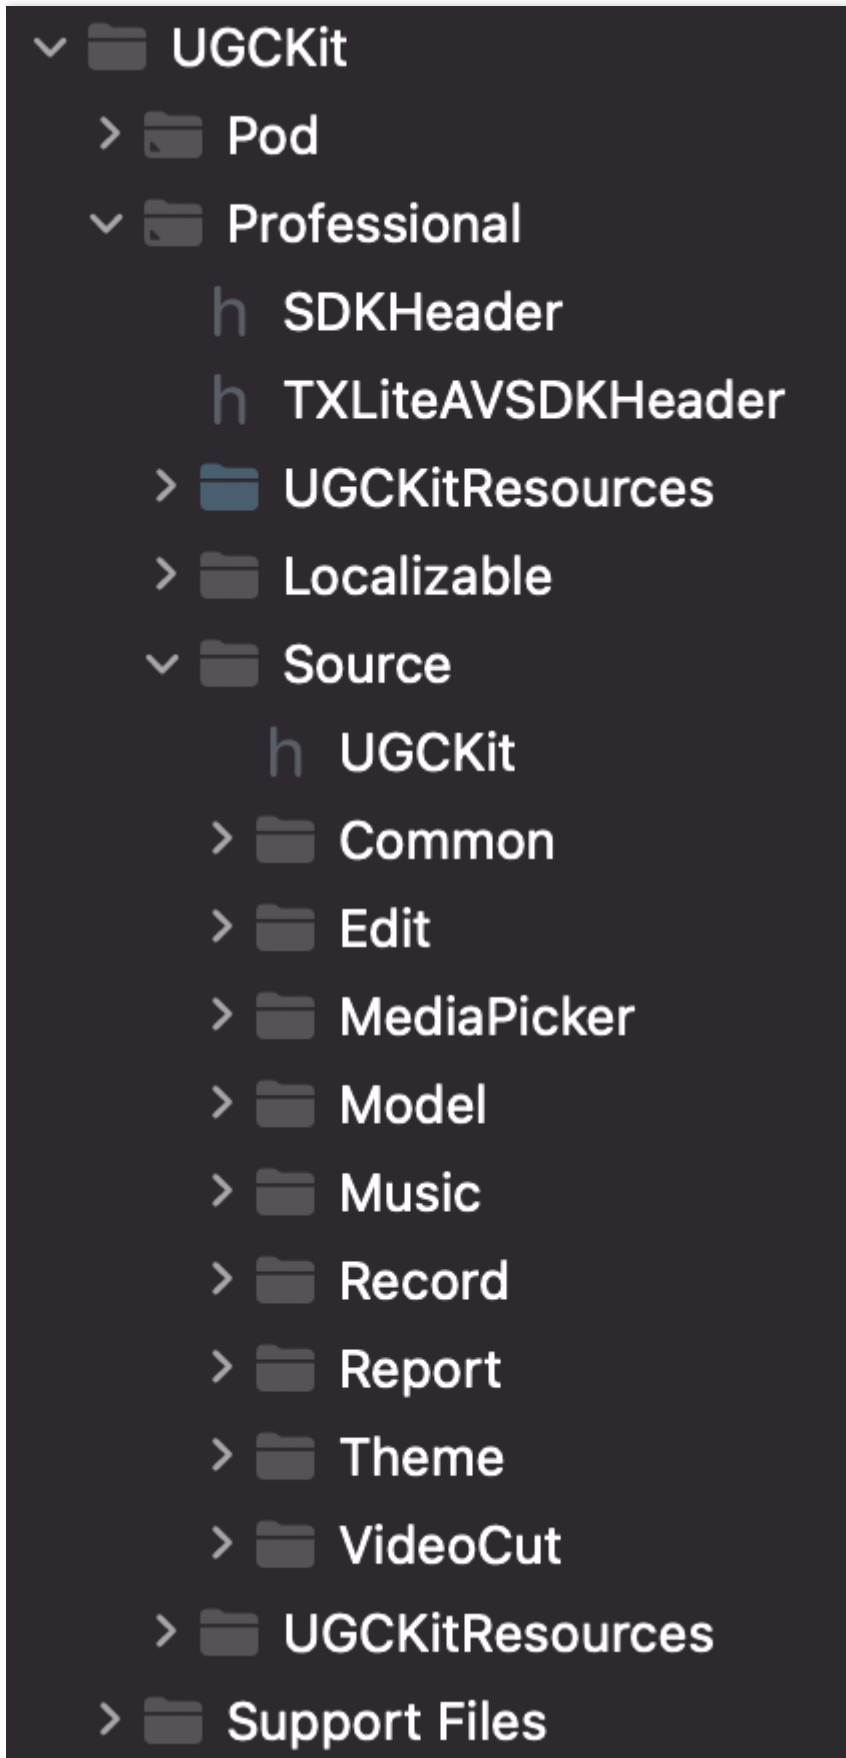 UGCKit
Pod
Professional
h SDKHeader
h TXLiteAVSDKHeader
UGCKitResources
Localizable
Source
h UGCKit
Common
Edit
MediaPicker
Model
Music
Record
Report
Theme
VideoCut
UGCKitResources
Support Files